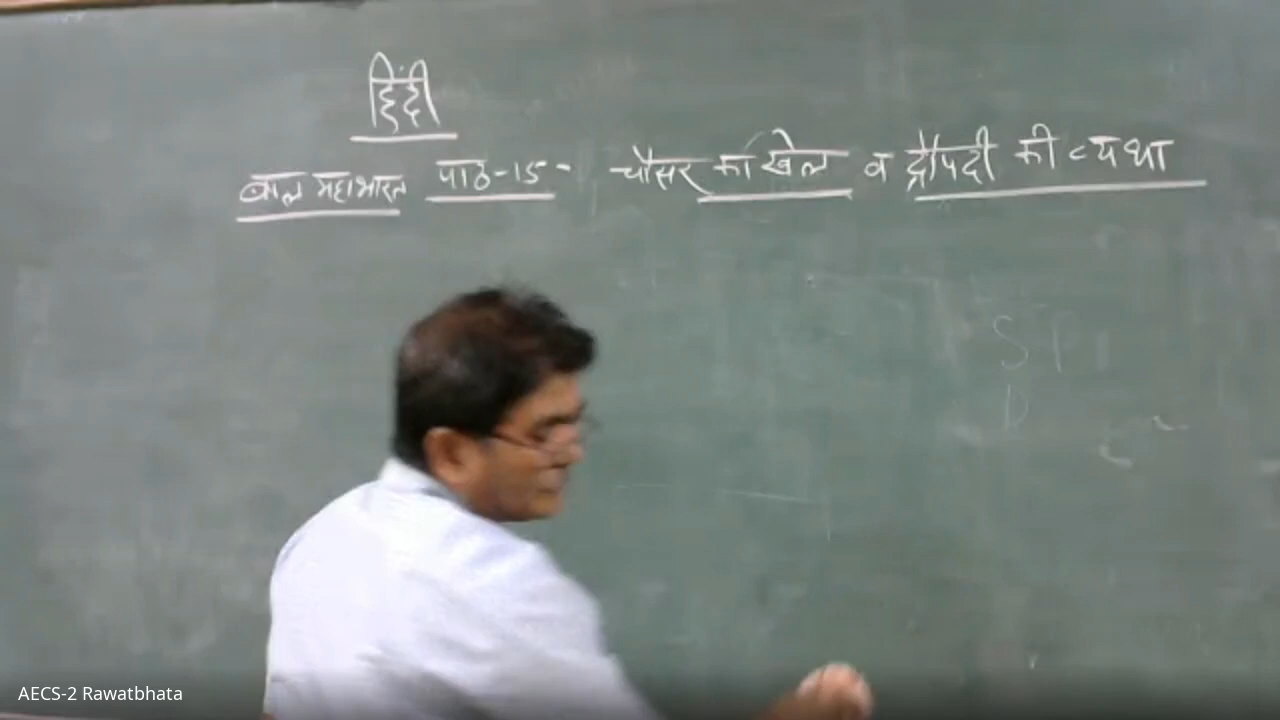 हिंदी
बाल महाभारत पाठ-15 - चौसर का खेल व द्रौपदी की व्यथा
S P
D
AECS-2 Rawatbhata